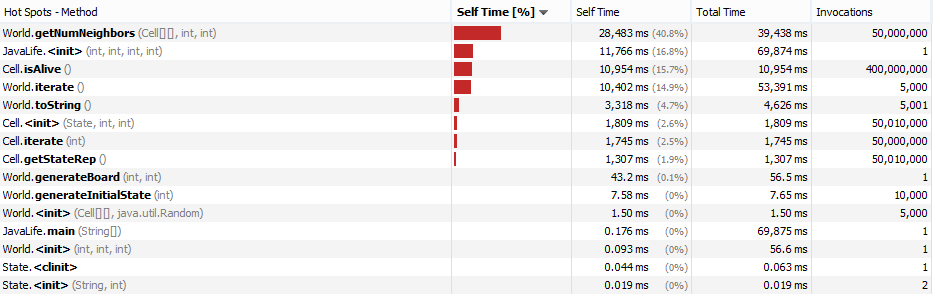 Hot Spots - Method Self Time [%] Self Time Total Time Invocations
World.getNumNeighbors (Cell[][], int, int) 28,483 ms (40.8%) 39,438 ms 50,000,000
JavaLife.<init> (int, int, int, int) 11,766 ms (16.8%) 69,874 ms 1
Cell.isAlive () 10,954 ms (15.7%) 10,954 ms 400,000,000
World.iterate () 10,402 ms (14.9%) 53,391 ms 5,000
World.toString () 3,318 ms (4.7%) 4,626 ms 5,001
Cell.<init> (State, int, int) 1,809 ms (2.6%) 1,809 ms 50,010,000
Cell.iterate (int) 1,745 ms (2.5%) 1,745 ms 50,000,000
Cell.getStateRep () 1,307 ms (1.9%) 1,307 ms 50,010,000
World.generateBoard (int, int) 43.2 ms (0.1%) 56.5 ms 1
World.generateInitialState (int) 7.58 ms (0%) 7.65 ms 10,000
World.<init> (Cell[][], java.util.Random) 1.50 ms (0%) 1.50 ms 5,000
JavaLife.main (String[]) 0.176 ms (0%) 69,875 ms 1
World.<init> (int, int, int) 0.093 ms (0%) 56.6 ms 1
State.<clinit> 0.044 ms (0%) 0.063 ms 1
State.<init> (String, int) 0.019 ms (0%) 0.019 ms 2